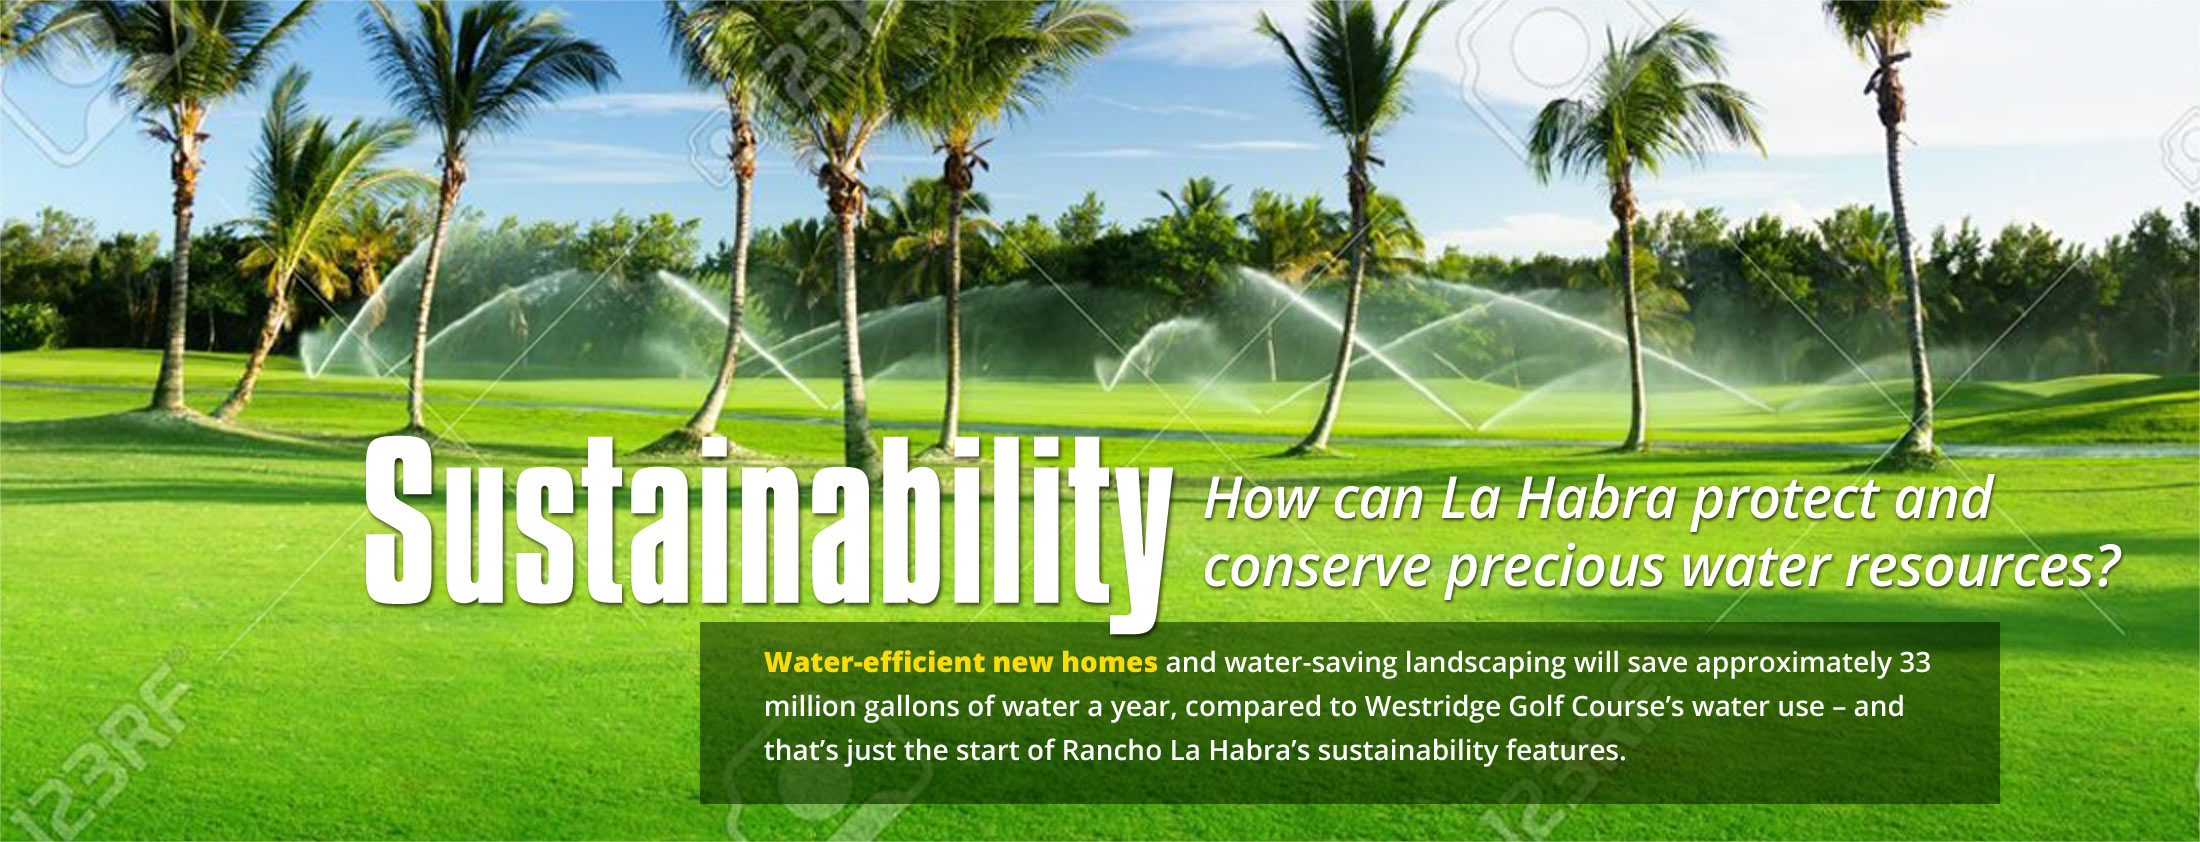 Sustainability
How can La Habra protect and
conserve precious water resources?
Water-efficient new homes and water-saving landscaping will save approximately 33
million gallons of water a year, compared to Westridge Golf Course’s water use – and
that’s just the start of Rancho La Habra’s sustainability features.
123RF
123RF
123RF